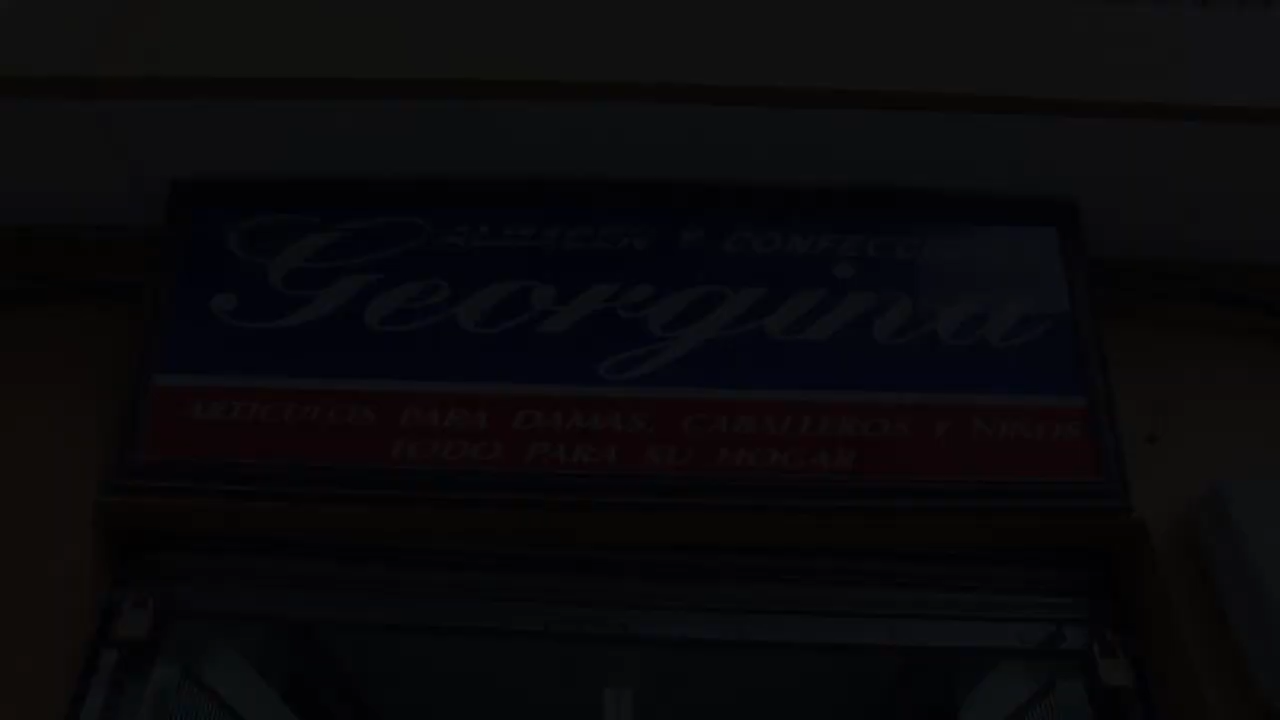 ALMACEN Y CONFECC
Georgina
ARTICULOS PARA DAMAS, CABALLEROS Y NIÑOS
TODO PARA SU HOGAR